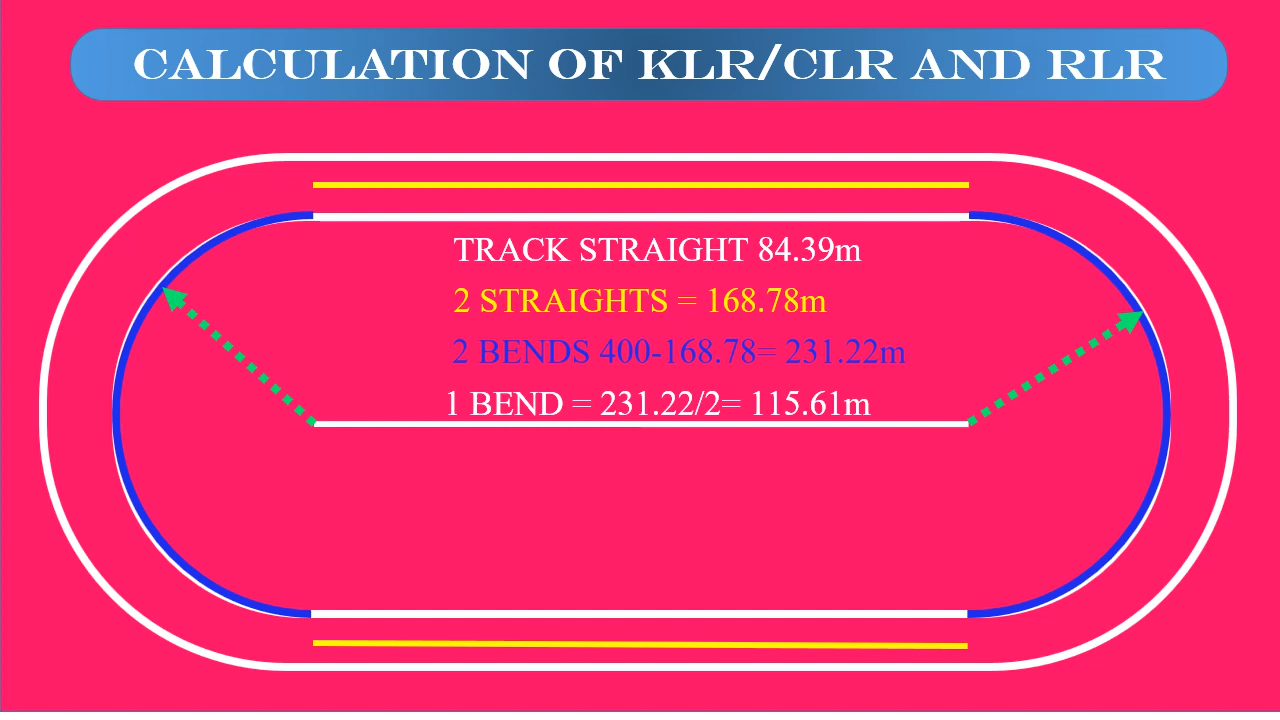 CALCULATION OF KLR/CLR AND RLR
TRACK STRAIGHT 84.39m
2 STRAIGHTS = 168.78m
2 BENDS 400-168.78= 231.22m
1 BEND = 231.22/2= 115.61m